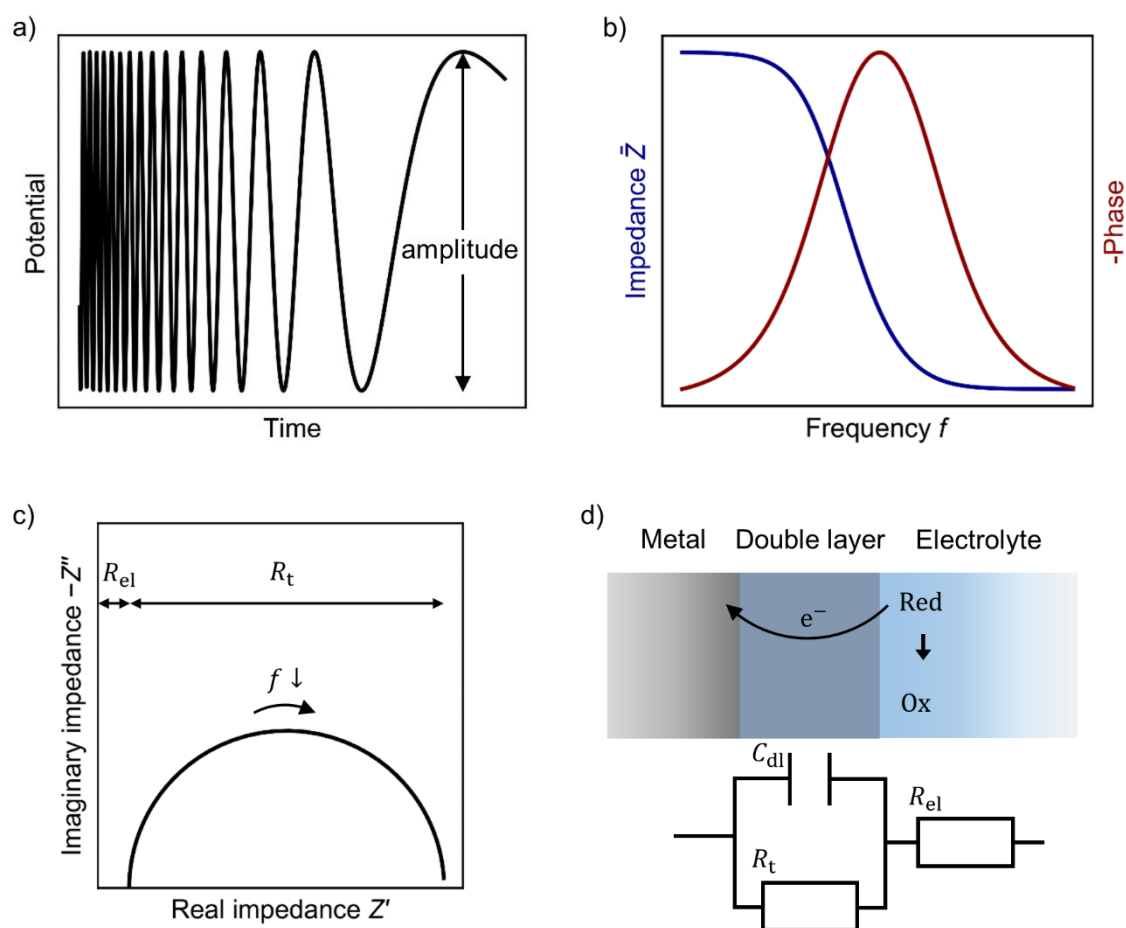 a)
Potential
amplitude
Time
b)
Impedance Z̄
-Phase
Frequency f
c)
Imaginary impedance −Z″
R_el
R_t
f ↓
Real impedance Z′
d)
Metal Double layer Electrolyte
e⁻
Red
Ox
C_dl
R_el
R_t